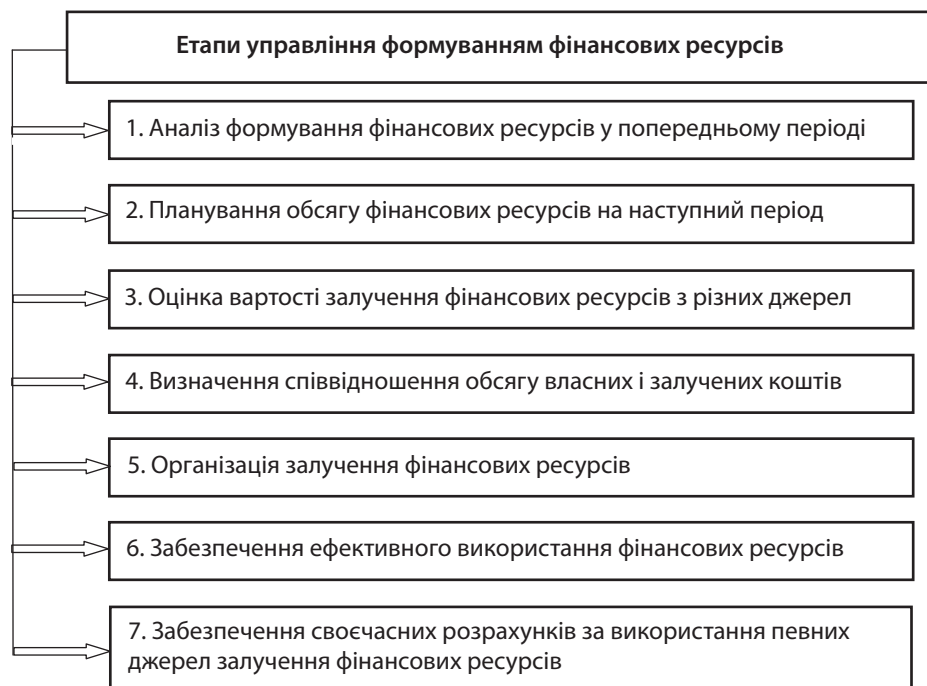 Етапи управління формуванням фінансових ресурсів
1. Аналіз формування фінансових ресурсів у попередньому періоді
2. Планування обсягу фінансових ресурсів на наступний період
3. Оцінка вартості залучення фінансових ресурсів з різних джерел
4. Визначення співвідношення обсягу власних і залучених коштів
5. Організація залучення фінансових ресурсів
6. Забезпечення ефективного використання фінансових ресурсів
7. Забезпечення своєчасних розрахунків за використання певних
джерел залучення фінансових ресурсів